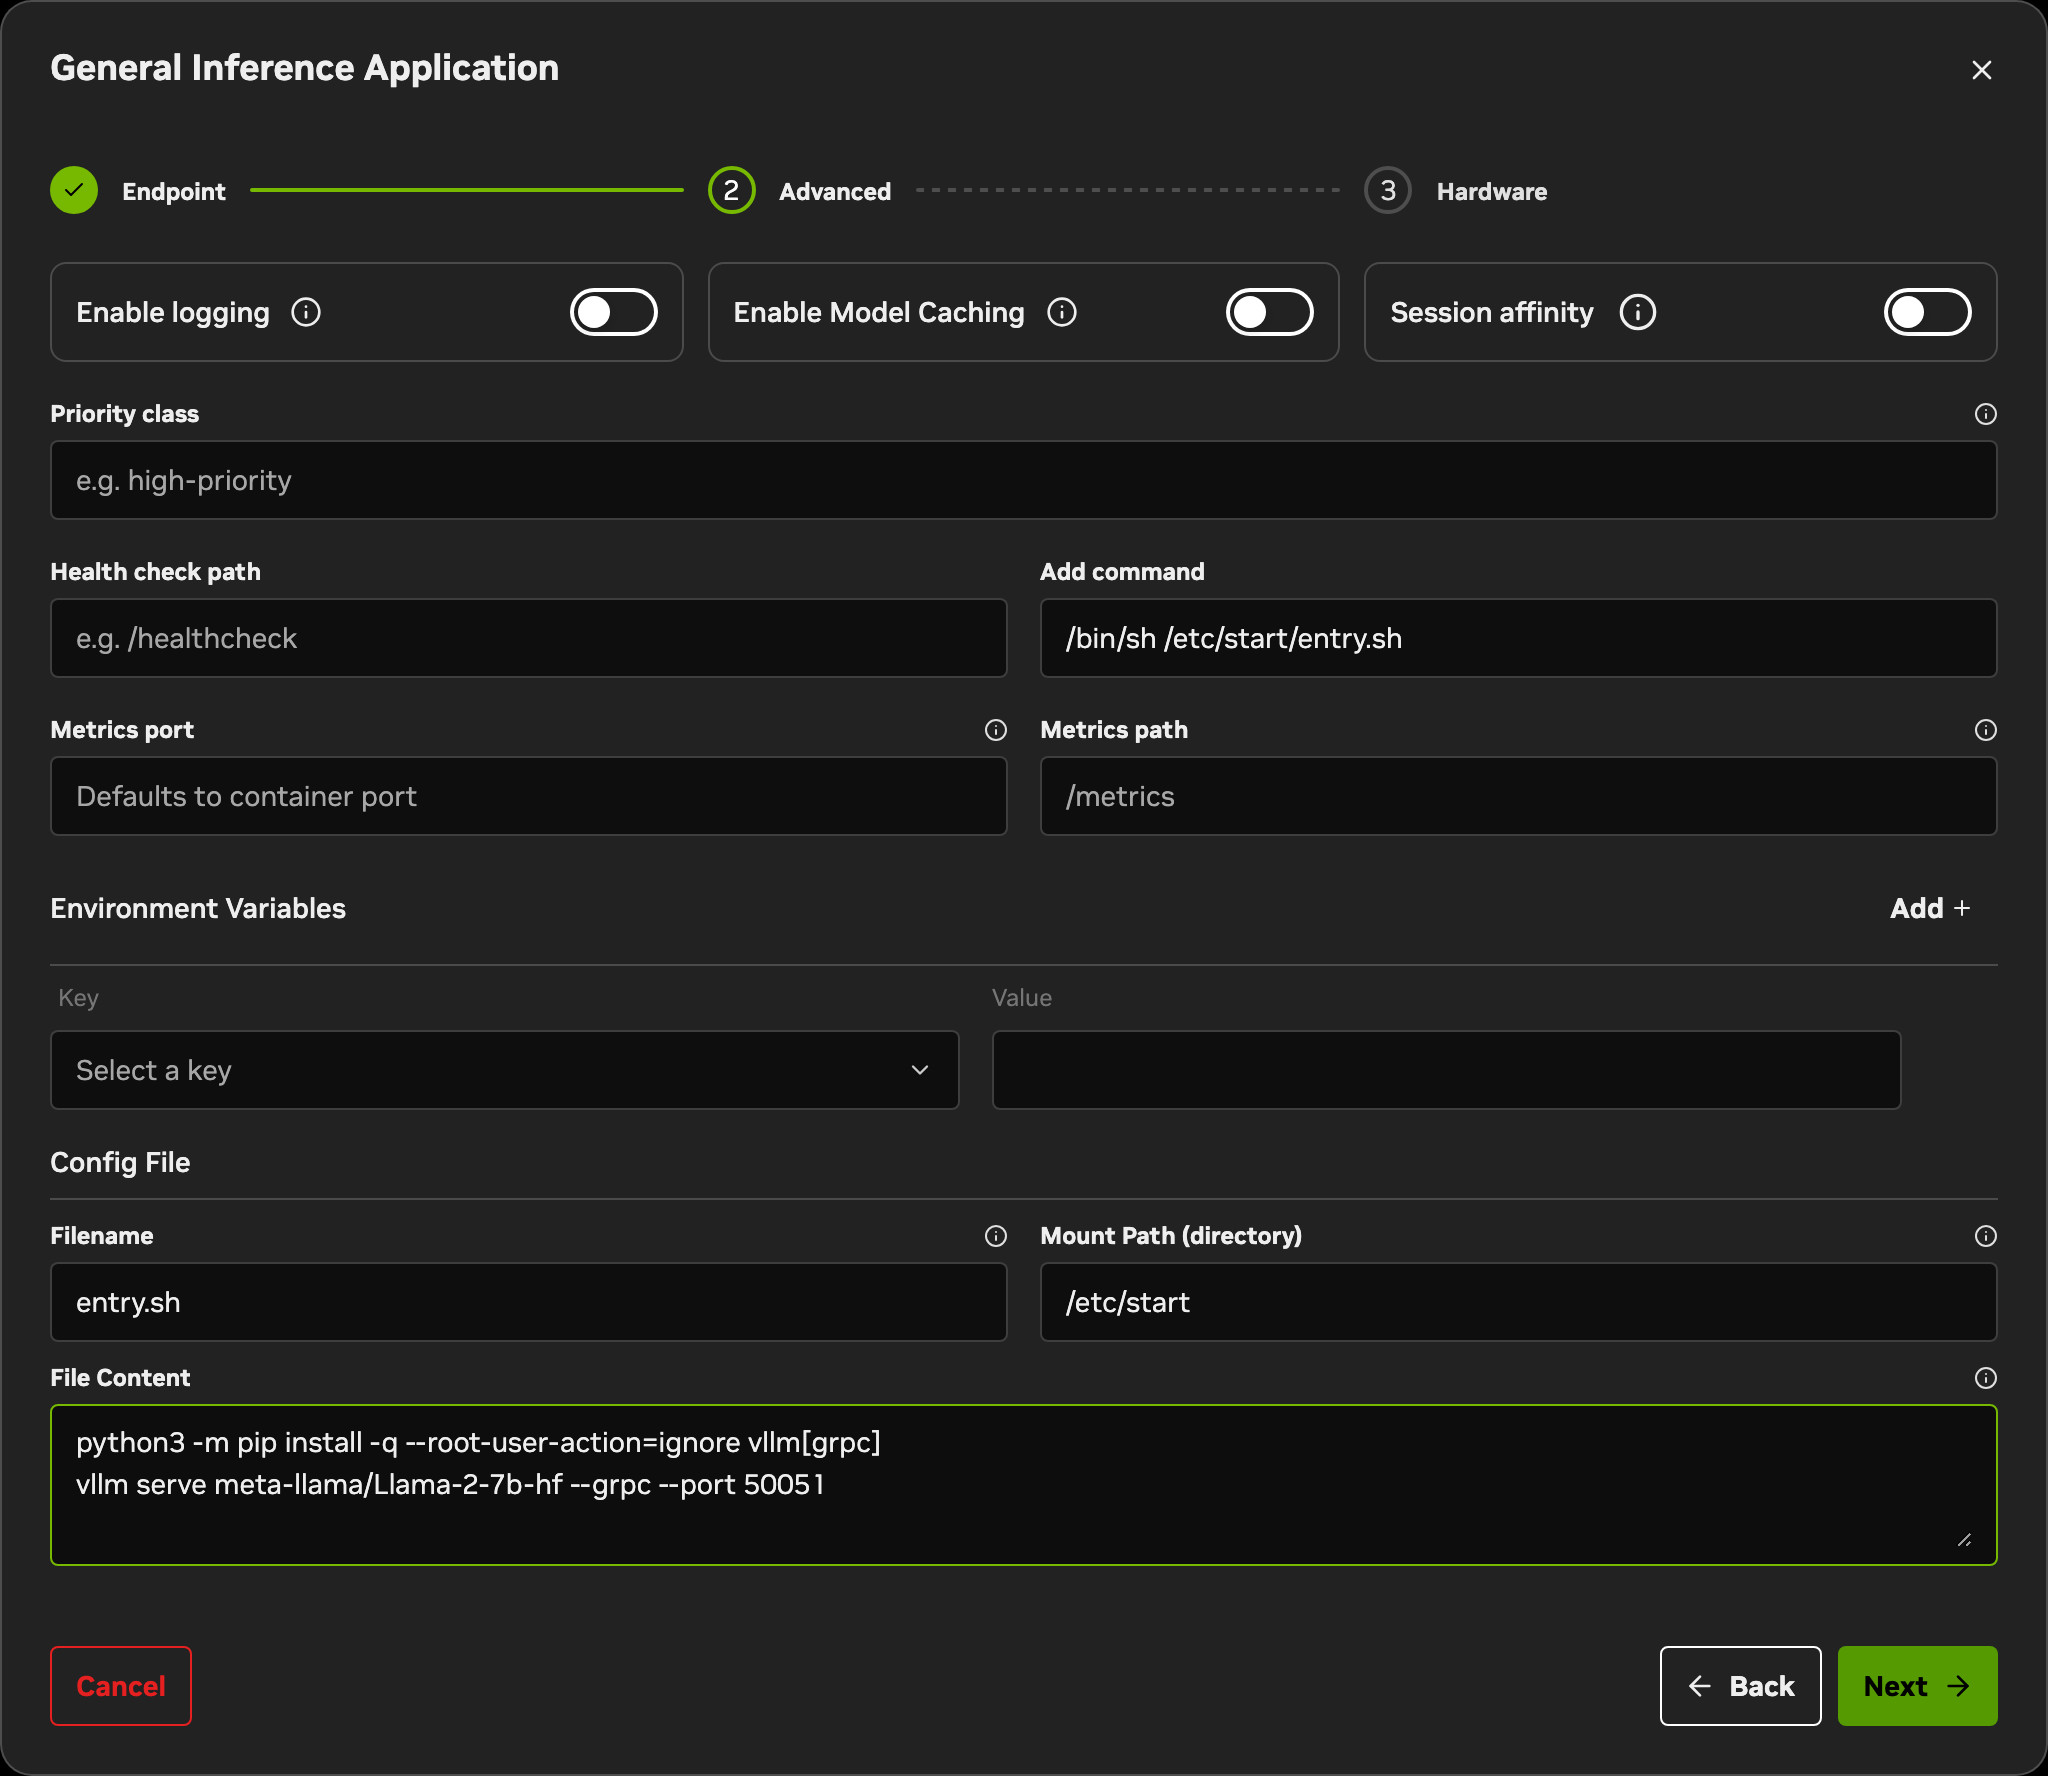 General Inference Application
Endpoint
2 Advanced
3 Hardware
Enable logging
Enable Model Caching
Session affinity
Priority class
e.g. high-priority
Health check path
Add command
e.g. /healthcheck
/bin/sh /etc/start/entry.sh
Metrics port
Metrics path
Defaults to container port
/metrics
Environment Variables
Add +
Key
Value
Select a key
Config File
Filename
Mount Path (directory)
entry.sh
/etc/start
File Content
python3 -m pip install -q --root-user-action=ignore vllm[grpc]
vllm serve meta-llama/Llama-2-7b-hf --grpc --port 50051
Cancel
Back
Next